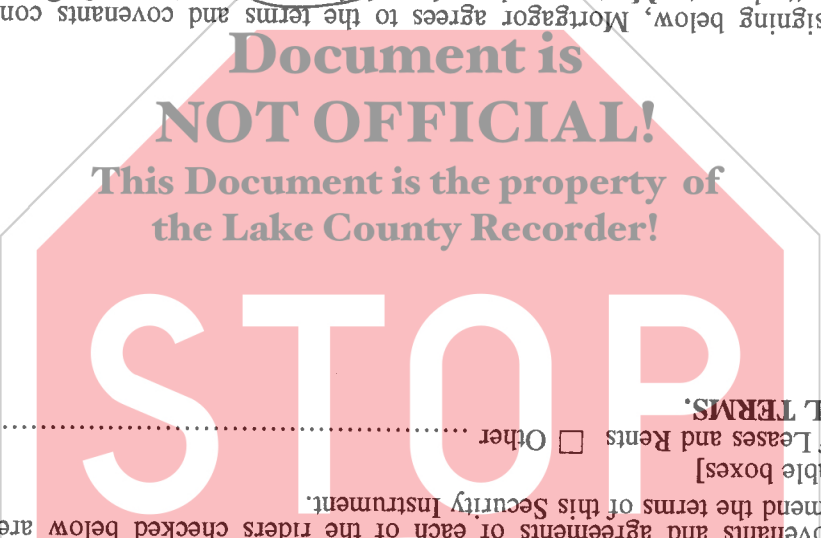 Document is
NOT OFFICIAL!
This Document is the property of
the Lake County Recorder!
STOP
ovenants and agreements of each of the riders checked below are
mend the terms of this Security Instrument.
ble boxes]
Leases and Rents ☐ Other ..........................................................
L TERMS.
signing below, Mortgagor agrees to the terms and covenants con